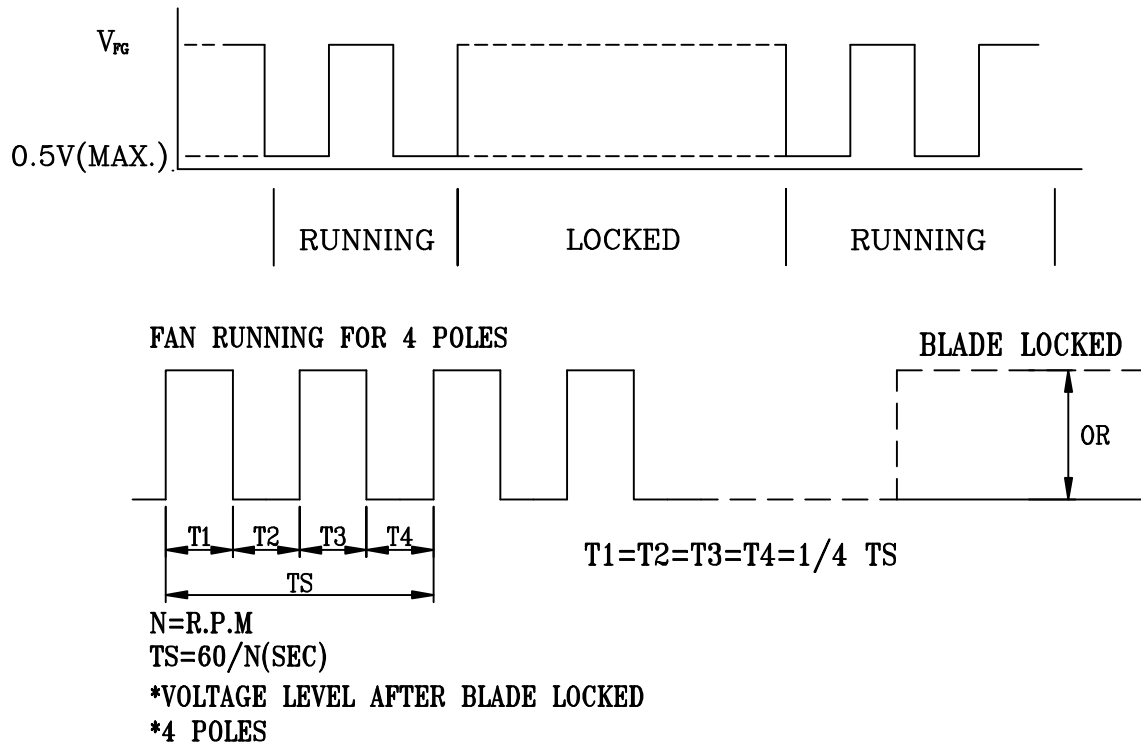 V_FG
0.5V(MAX.)
RUNNING LOCKED RUNNING
FAN RUNNING FOR 4 POLES
BLADE LOCKED
OR
T1 T2 T3 T4
T1=T2=T3=T4=1/4 TS
TS
N=R.P.M
TS=60/N(SEC)
*VOLTAGE LEVEL AFTER BLADE LOCKED
*4 POLES